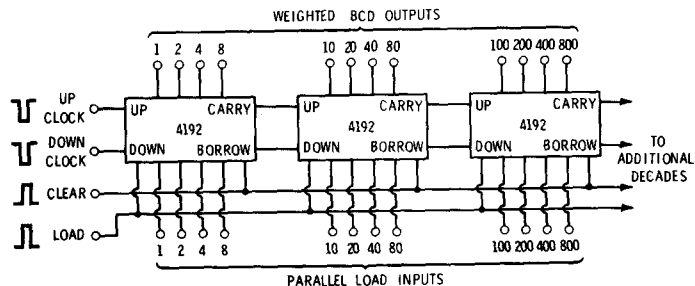 WEIGHTED BCD OUTPUTS
1 2 4 8 10 20 40 80 100 200 400 800
UP CLOCK
UP CARRY UP CARRY UP CARRY
4192 4192 4192
DOWN CLOCK
DOWN BORROW DOWN BORROW DOWN BORROW
TO ADDITIONAL DECADES
CLEAR
LOAD
1 2 4 8 10 20 40 80 100 200 400 800
PARALLEL LOAD INPUTS